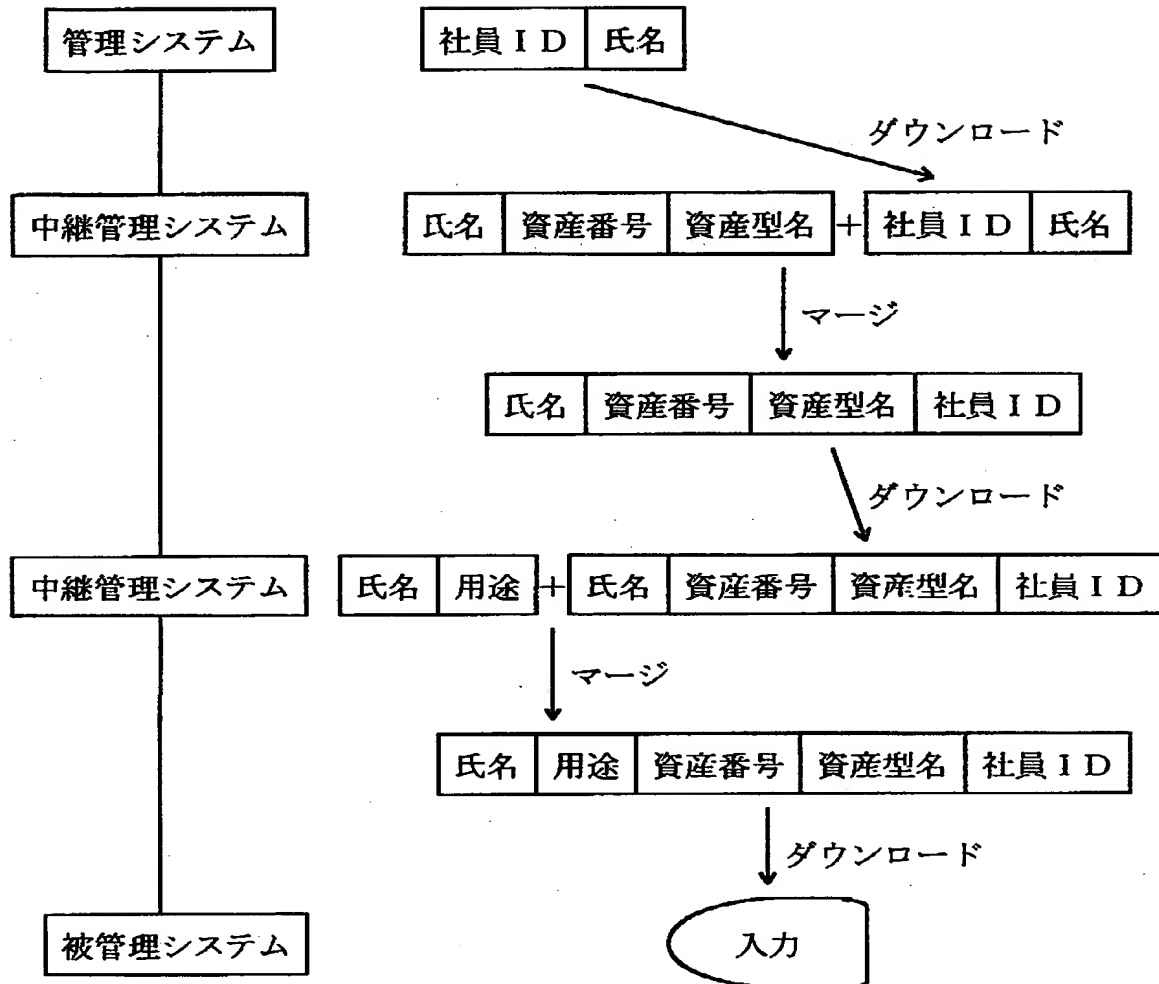 管理システム 社員ID 氏名
ダウンロード
中継管理システム 氏名 資産番号 資産型名 + 社員ID 氏名
マージ
氏名 資産番号 資産型名 社員ID
ダウンロード
中継管理システム 氏名 用途 + 氏名 資産番号 資産型名 社員ID
マージ
氏名 用途 資産番号 資産型名 社員ID
ダウンロード
被管理システム 入力